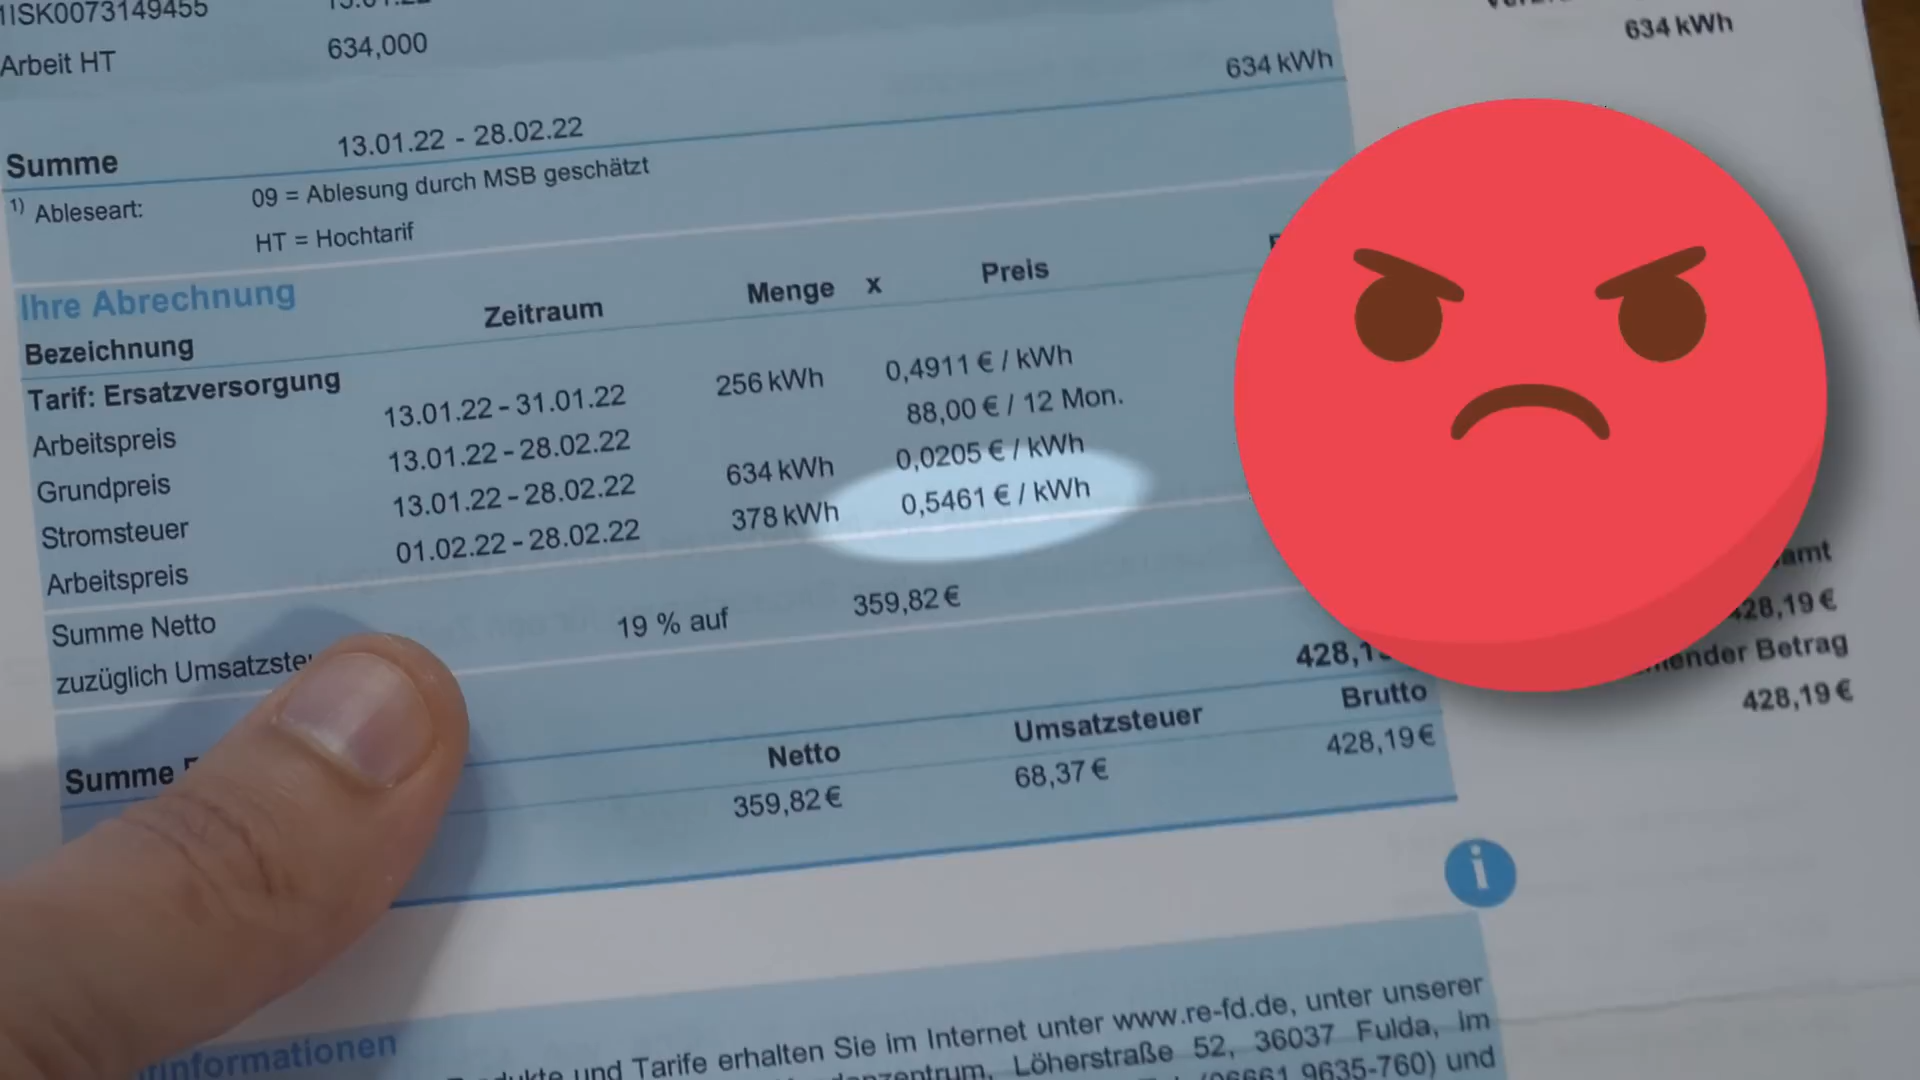 1ISK0073149455
634 kWh
Arbeit HT 634,000
634 kWh
Summe 13.01.22 - 28.02.22
1) Ableseart: 09 = Ablesung durch MSB geschätzt
HT = Hochtarif
Ihre Abrechnung
Bezeichnung Zeitraum Menge x Preis
Tarif: Ersatzversorgung
Arbeitspreis 13.01.22 - 31.01.22 256 kWh 0,4911 € / kWh
Grundpreis 13.01.22 - 28.02.22 88,00 € / 12 Mon.
Stromsteuer 13.01.22 - 28.02.22 634 kWh 0,0205 € / kWh
Arbeitspreis 01.02.22 - 28.02.22 378 kWh 0,5461 € / kWh
Summe Netto
zuzüglich 19 % auf 359,82 €
428,19 €
Betrag
428,19 €
Summe
Netto Umsatzsteuer Brutto
359,82 € 68,37 € 428,19 €
i
und Tarife erhalten Sie im Internet unter www.re-fd.de, unter unserer
Löherstraße 52, 36037 Fulda, im
9635-760) und